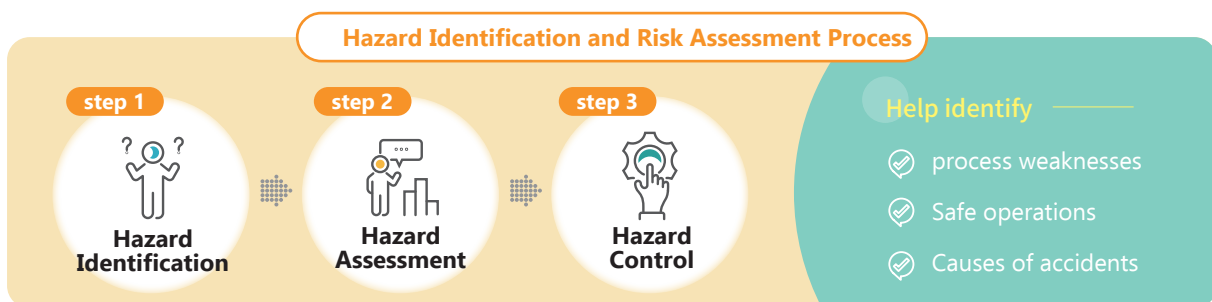 Hazard Identification and Risk Assessment Process
step 1
Hazard
Identification
step 2
Hazard
Assessment
step 3
Hazard
Control
Help identify
process weaknesses
Safe operations
Causes of accidents